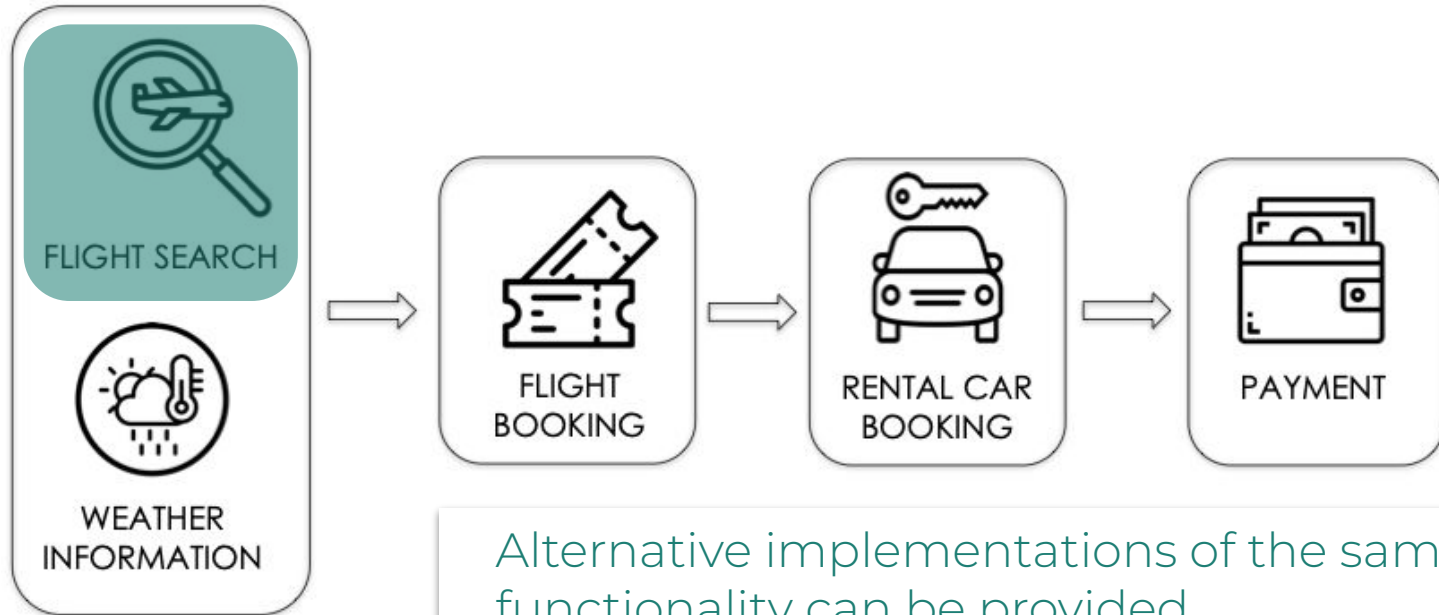 FLIGHT SEARCH
WEATHER
INFORMATION
FLIGHT
BOOKING
RENTAL CAR
BOOKING
PAYMENT
Alternative implementations of the sam
functionality can be provided